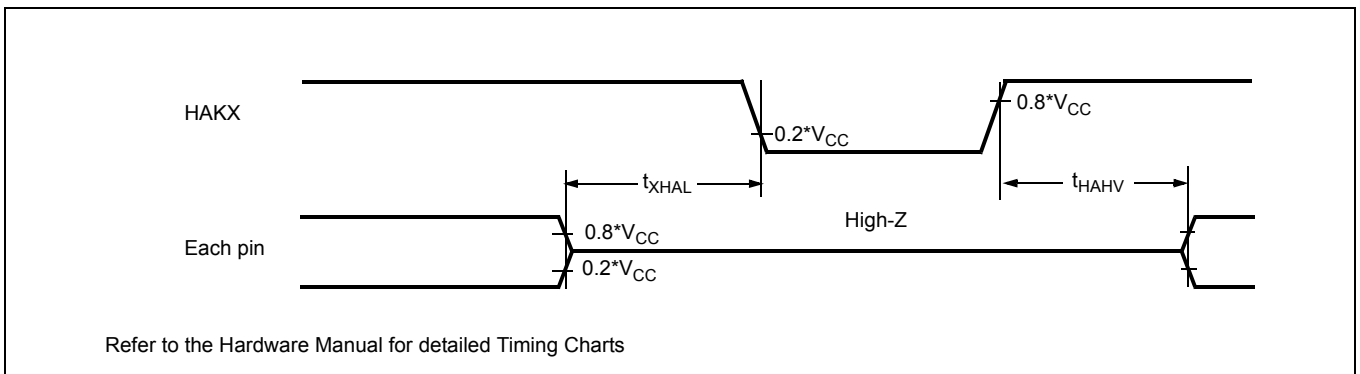 HAKX
0.8*VCC
0.2*VCC
tXHAL
tHAHV
High-Z
Each pin
0.8*VCC
0.2*VCC
Refer to the Hardware Manual for detailed Timing Charts